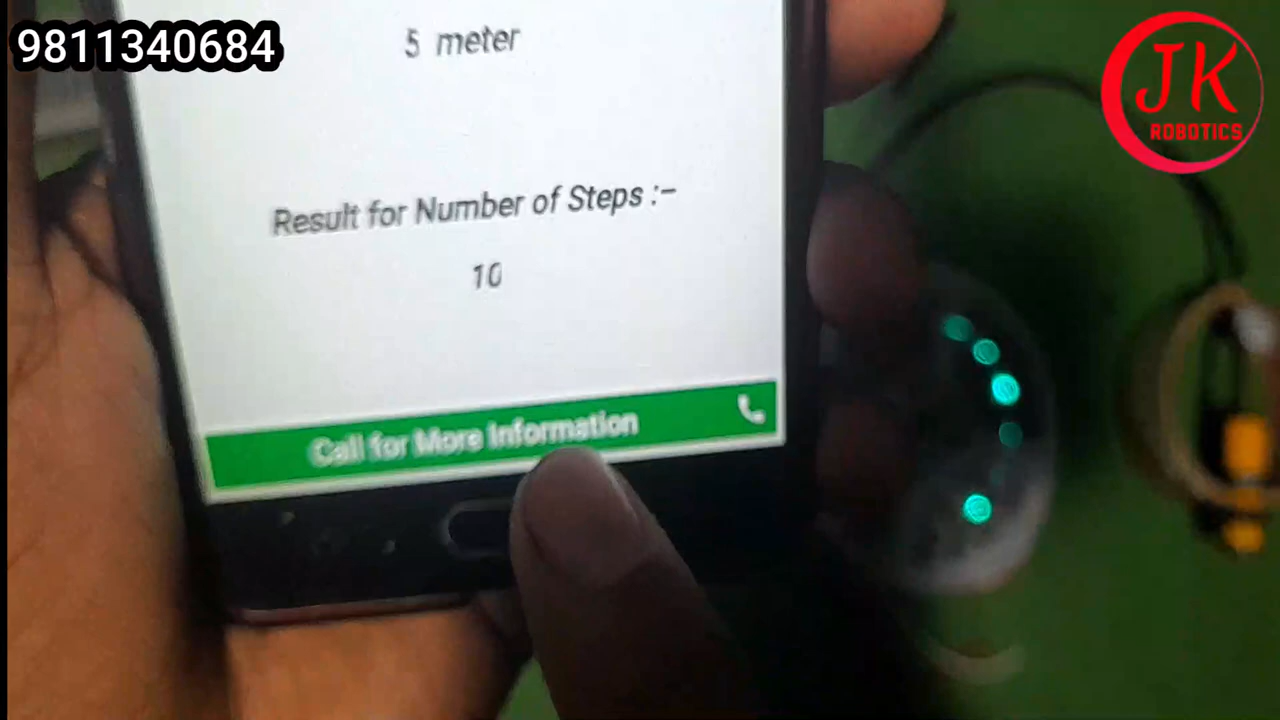 9811340684
JK
ROBOTICS
5 meter
Result for Number of Steps :-
10
Call for More Information